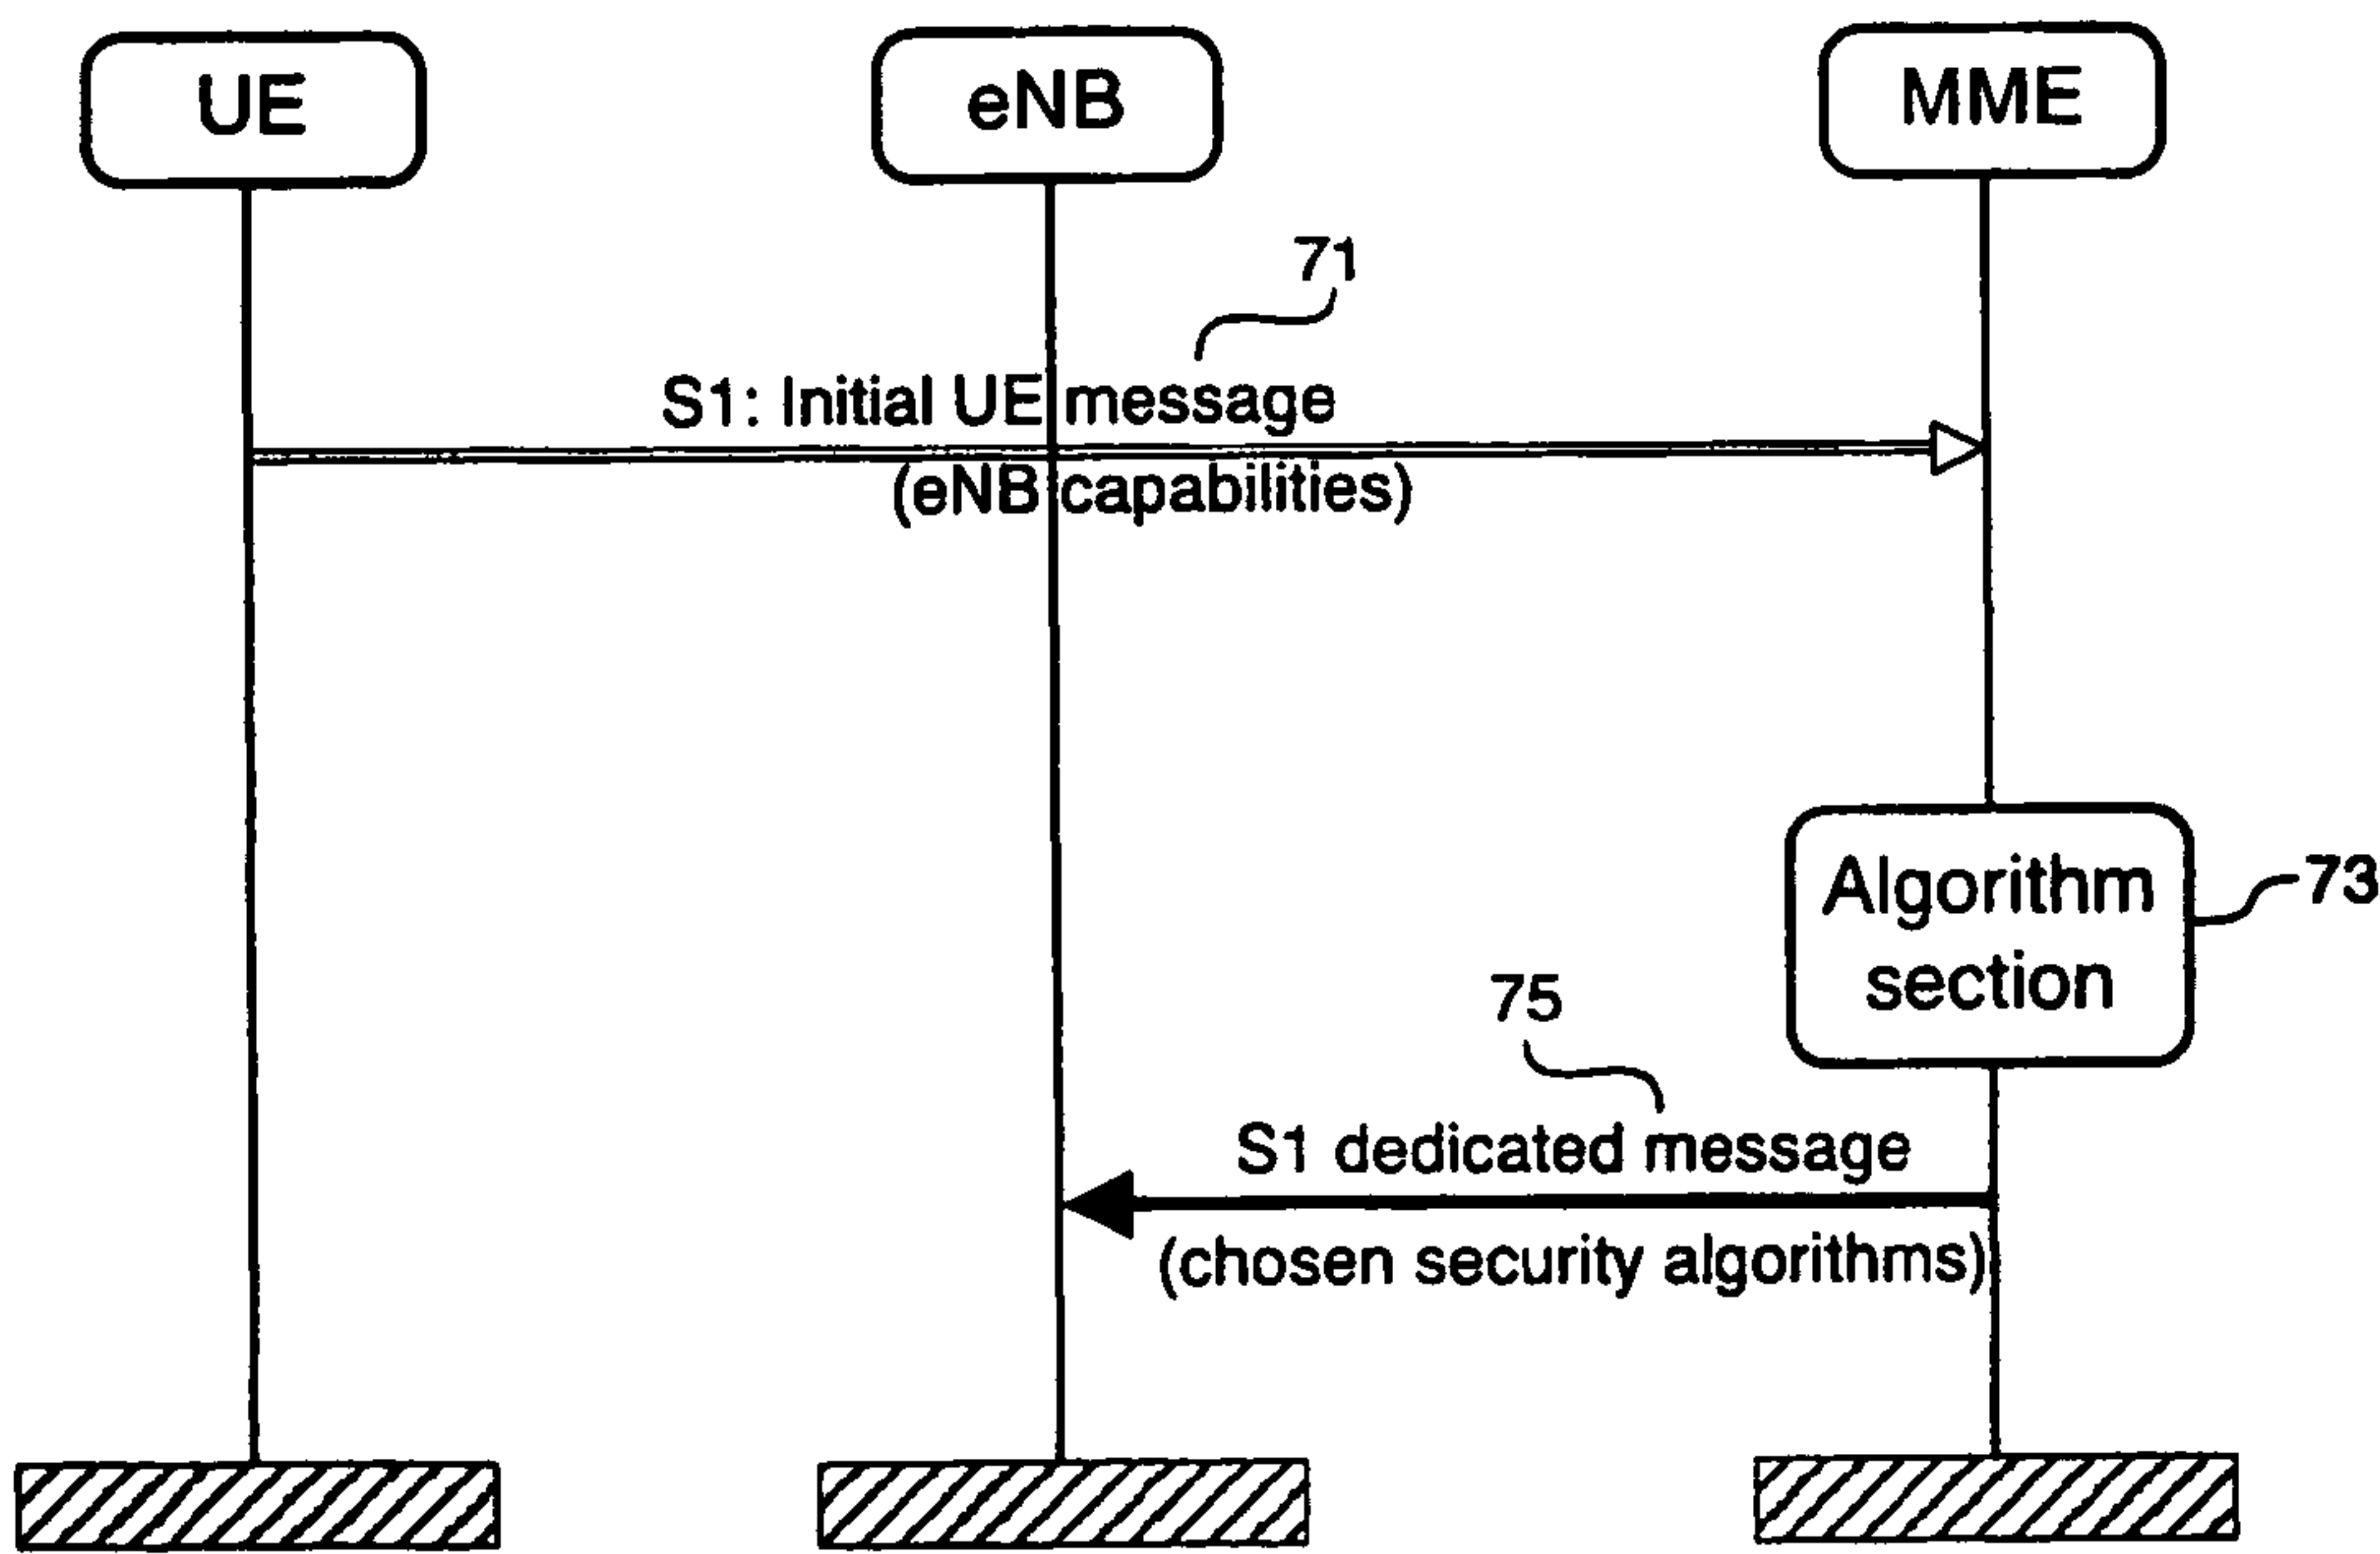 UE
eNB
MME
71
S1: Initial UE message
(eNB capabilities)
Algorithm
section
73
75
S1 dedicated message
(chosen security algorithms)